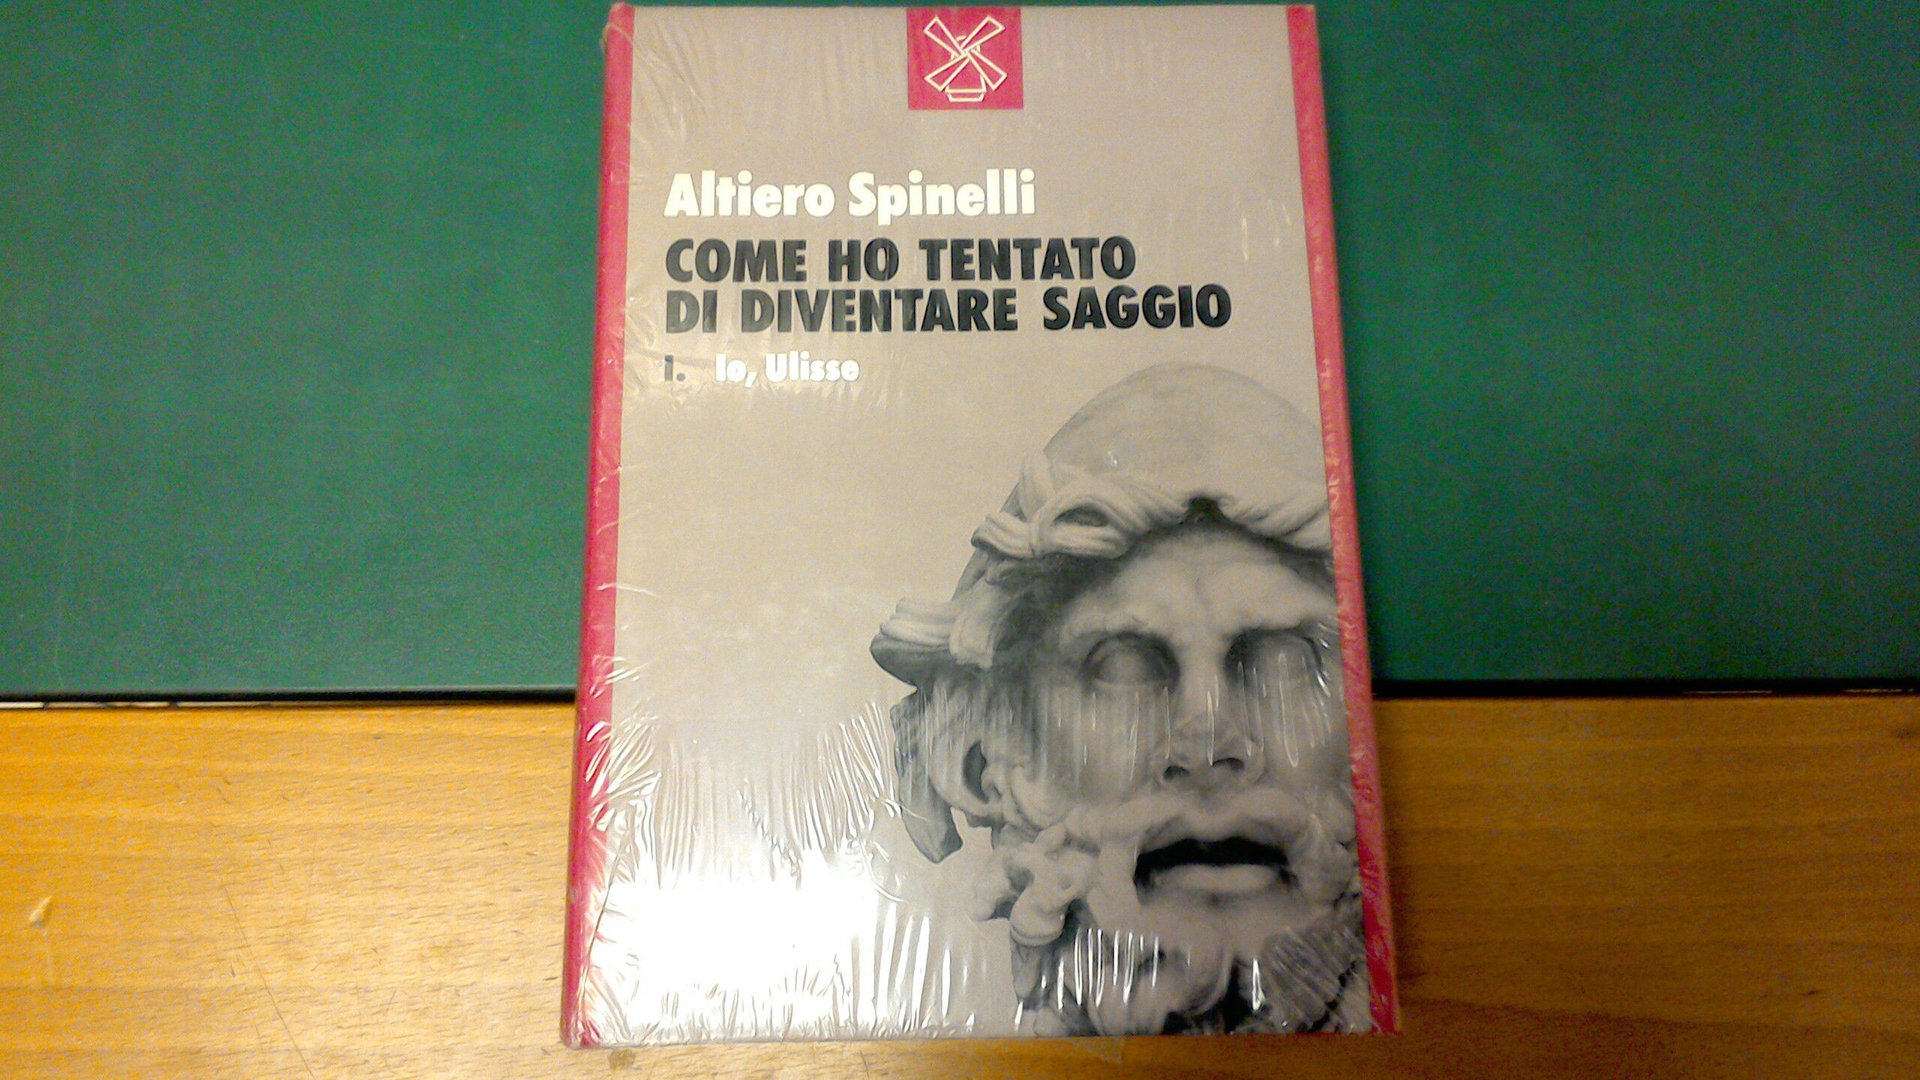 Altiero Spinelli
COME HO TENTATO
DI DIVENTARE SAGGIO
1. Io, Ulisse